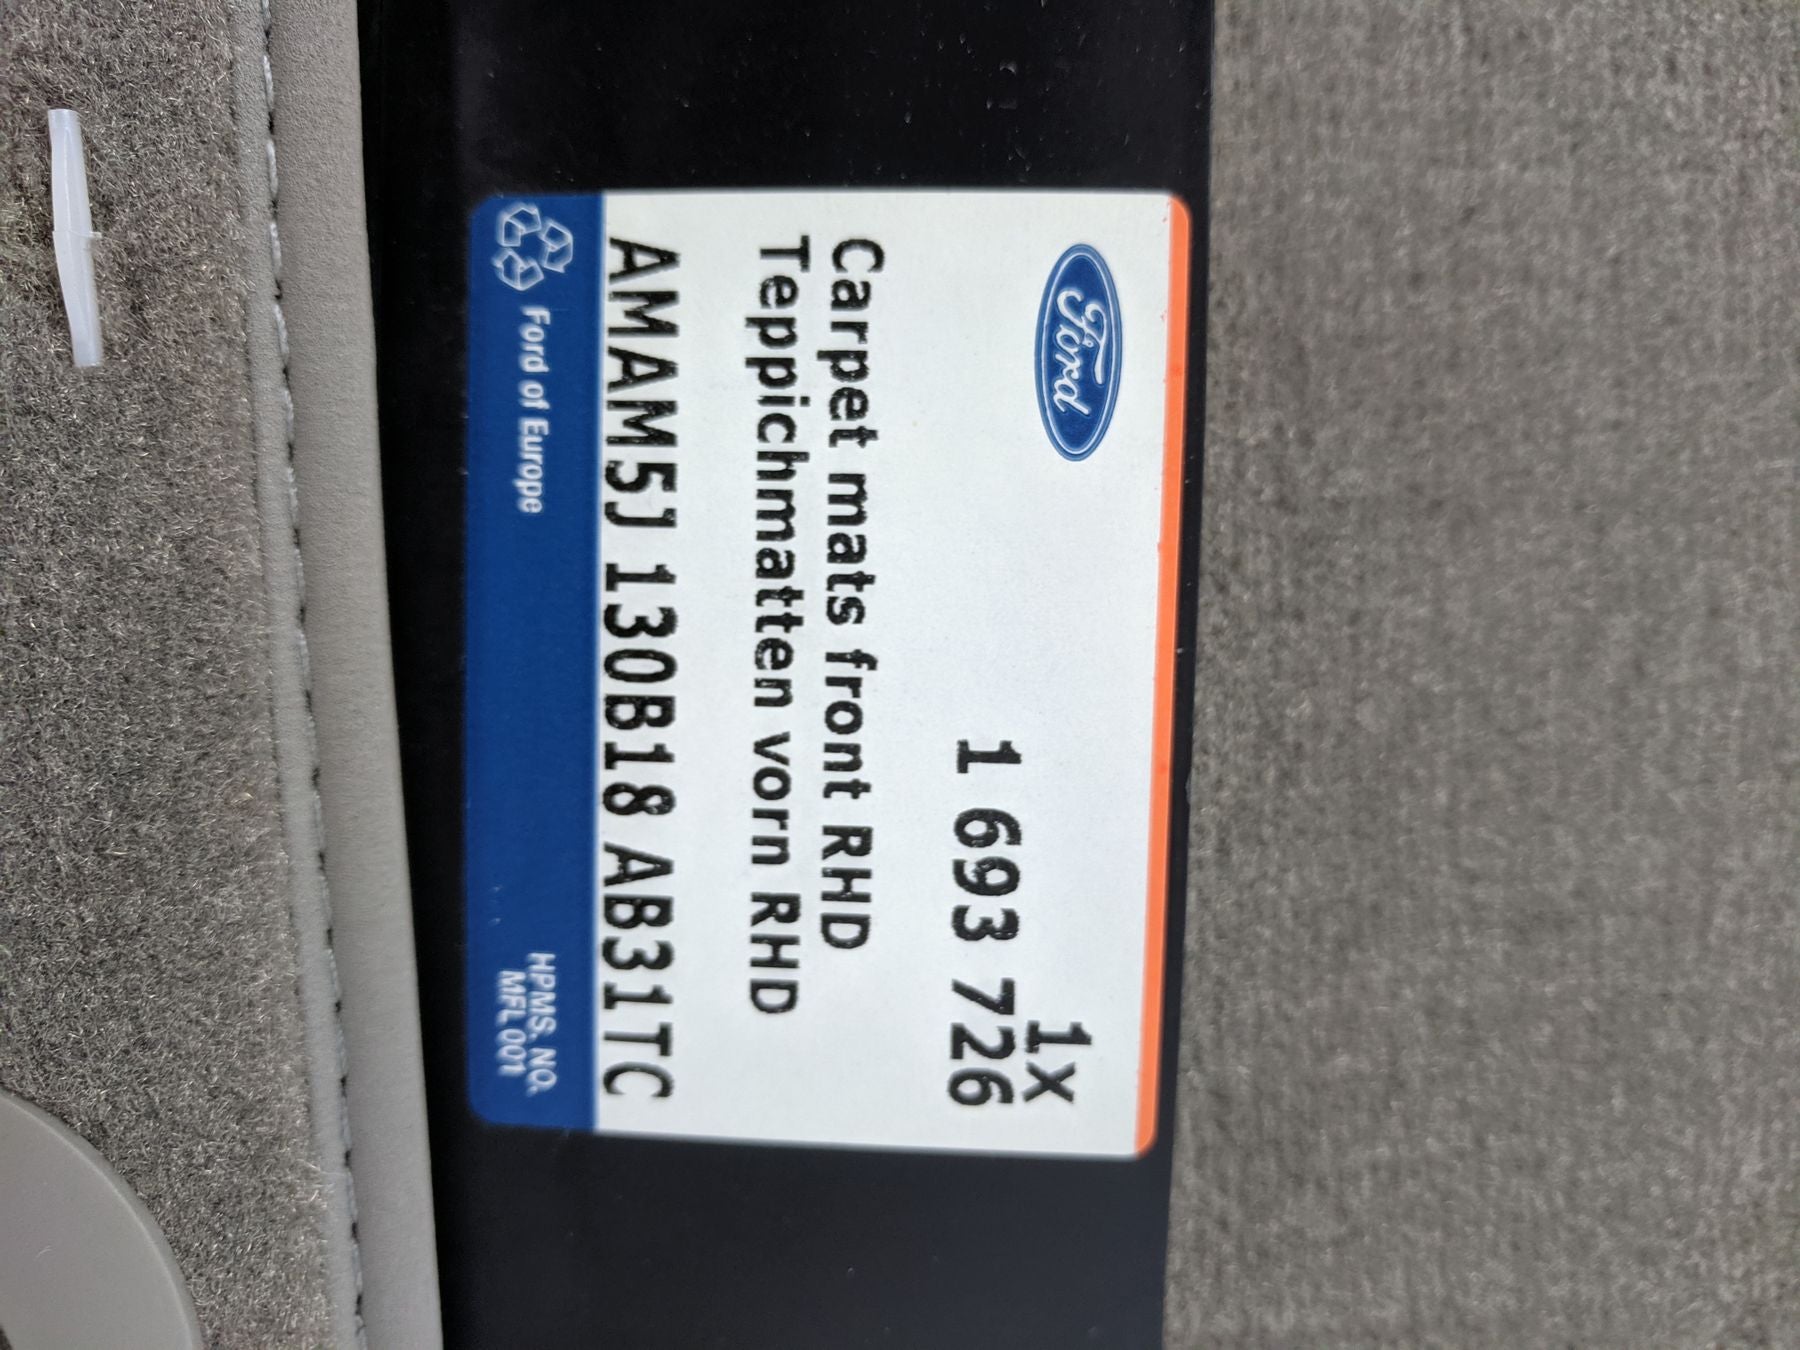 Ford
1x
1 693 726
Carpet mats front RHD
Teppichmatten vorn RHD
AMAM5J 130B18 AB31TC
Ford of Europe
HPMS. NO.
MFL 001